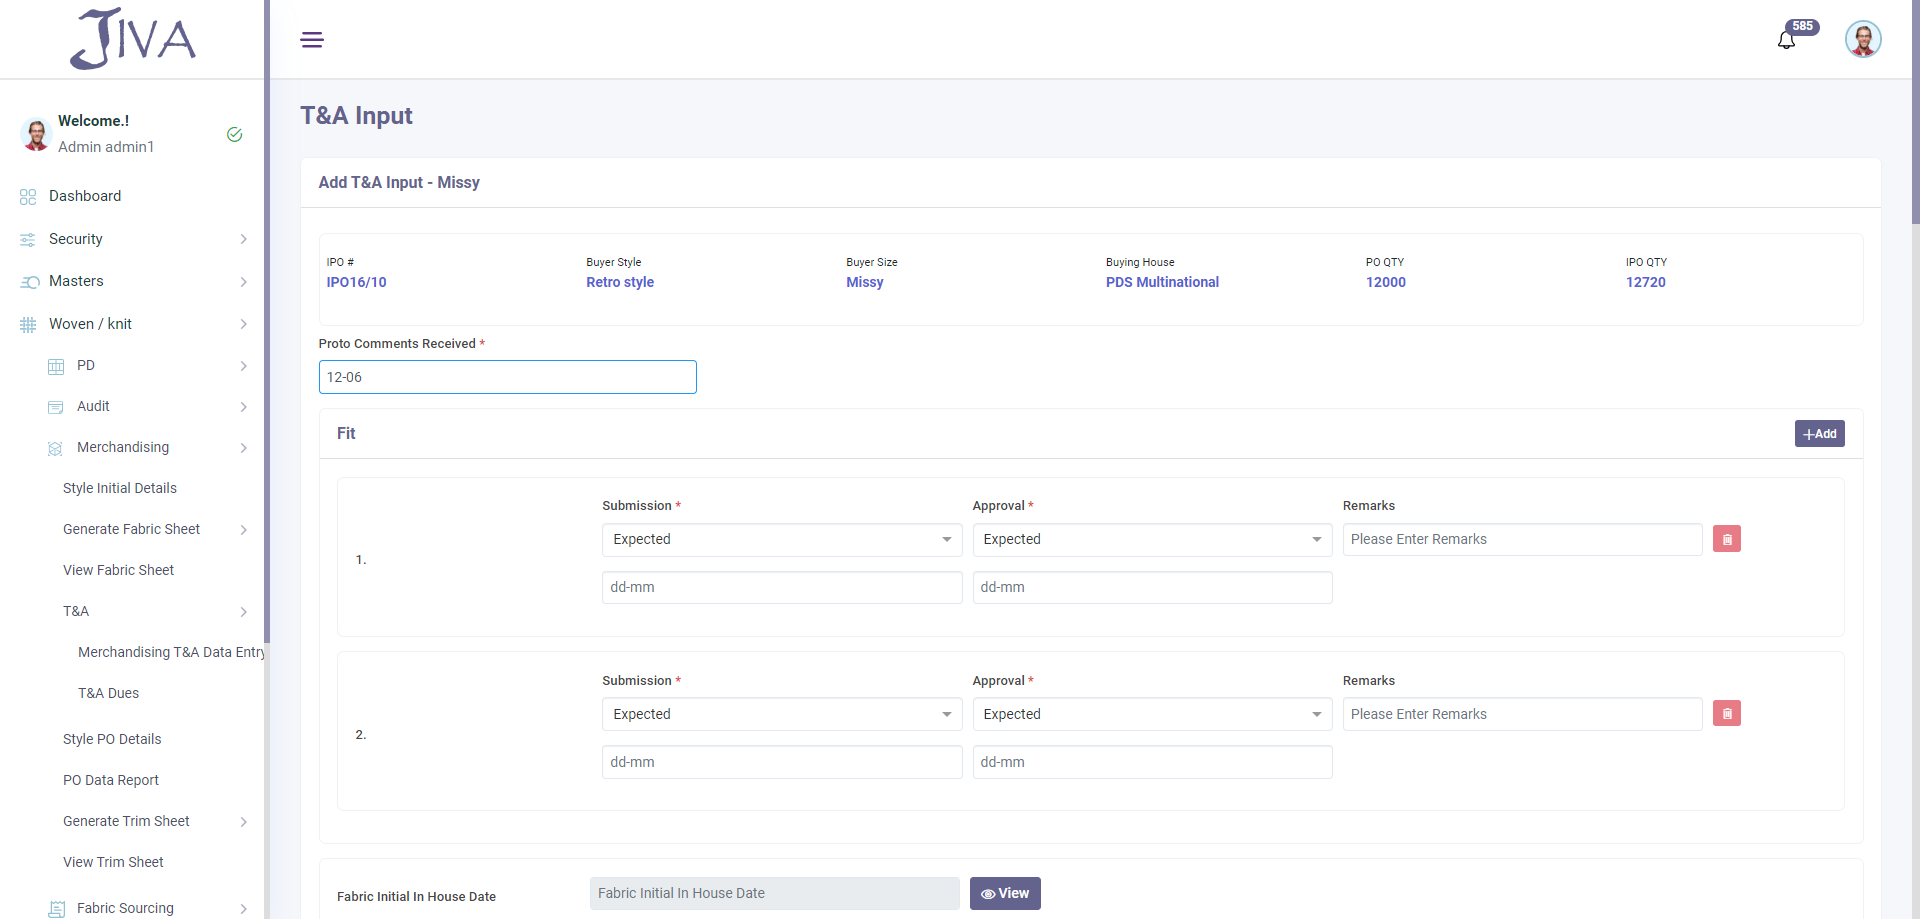 JIVA
585
Welcome.!
Admin admin1
Dashboard
Security
Masters
Woven / knit
PD
Audit
Merchandising
Style Initial Details
Generate Fabric Sheet
View Fabric Sheet
T&A
Merchandising T&A Data Entry
T&A Dues
Style PO Details
PO Data Report
Generate Trim Sheet
View Trim Sheet
Fabric Sourcing
T&A Input
Add T&A Input - Missy
IPO # Buyer Style Buyer Size Buying House PO QTY IPO QTY
IPO16/10 Retro style Missy PDS Multinational 12000 12720
Proto Comments Received *
12-06
Fit
+Add
Submission * Approval * Remarks
Expected Expected Please Enter Remarks
1.
dd-mm dd-mm
Submission * Approval * Remarks
Expected Expected Please Enter Remarks
2.
dd-mm dd-mm
Fabric Initial In House Date Fabric Initial In House Date View